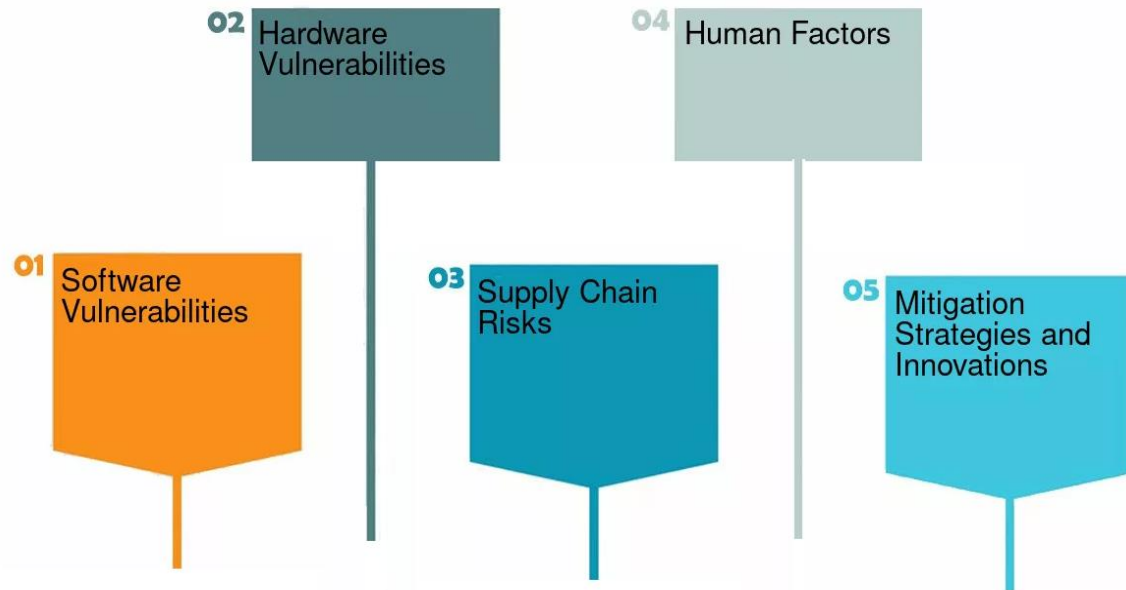 01
Software
Vulnerabilities
02
Hardware
Vulnerabilities
03
Supply Chain
Risks
04
Human Factors
05
Mitigation
Strategies and
Innovations